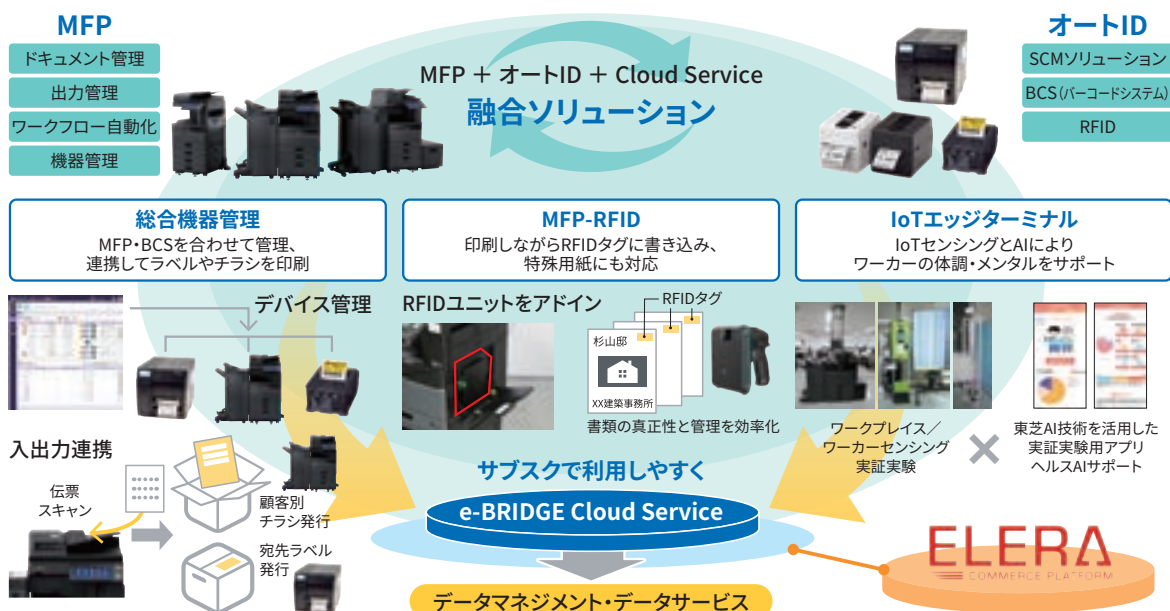 MFP
ドキュメント管理
出力管理
ワークフロー自動化
機器管理
MFP + オートID + Cloud Service
融合ソリューション
オートID
SCMソリューション
BCS(バーコードシステム)
RFID
総合機器管理
MFP・BCSを合わせて管理、
連携してラベルやチラシを印刷
MFP-RFID
印刷しながらRFIDタグに書き込み、
特殊用紙にも対応
IoTエッジターミナル
IoTセンシングとAIにより
ワーカーの体調・メンタルをサポート
デバイス管理
RFIDユニットをアドイン
RFIDタグ
杉山邸
XX建築事務所
書類の真正性と管理を効率化
ワークプレイス/
ワーカーセンシング
実証実験
東芝AI技術を活用した
実証実験用アプリ
ヘルスAIサポート
入出力連携
伝票
スキャン
顧客別
チラシ発行
宛先ラベル
発行
サブスクで利用しやすく
e-BRIDGE Cloud Service
データマネジメント・データサービス
ELERA
COMMERCE PLATFORM